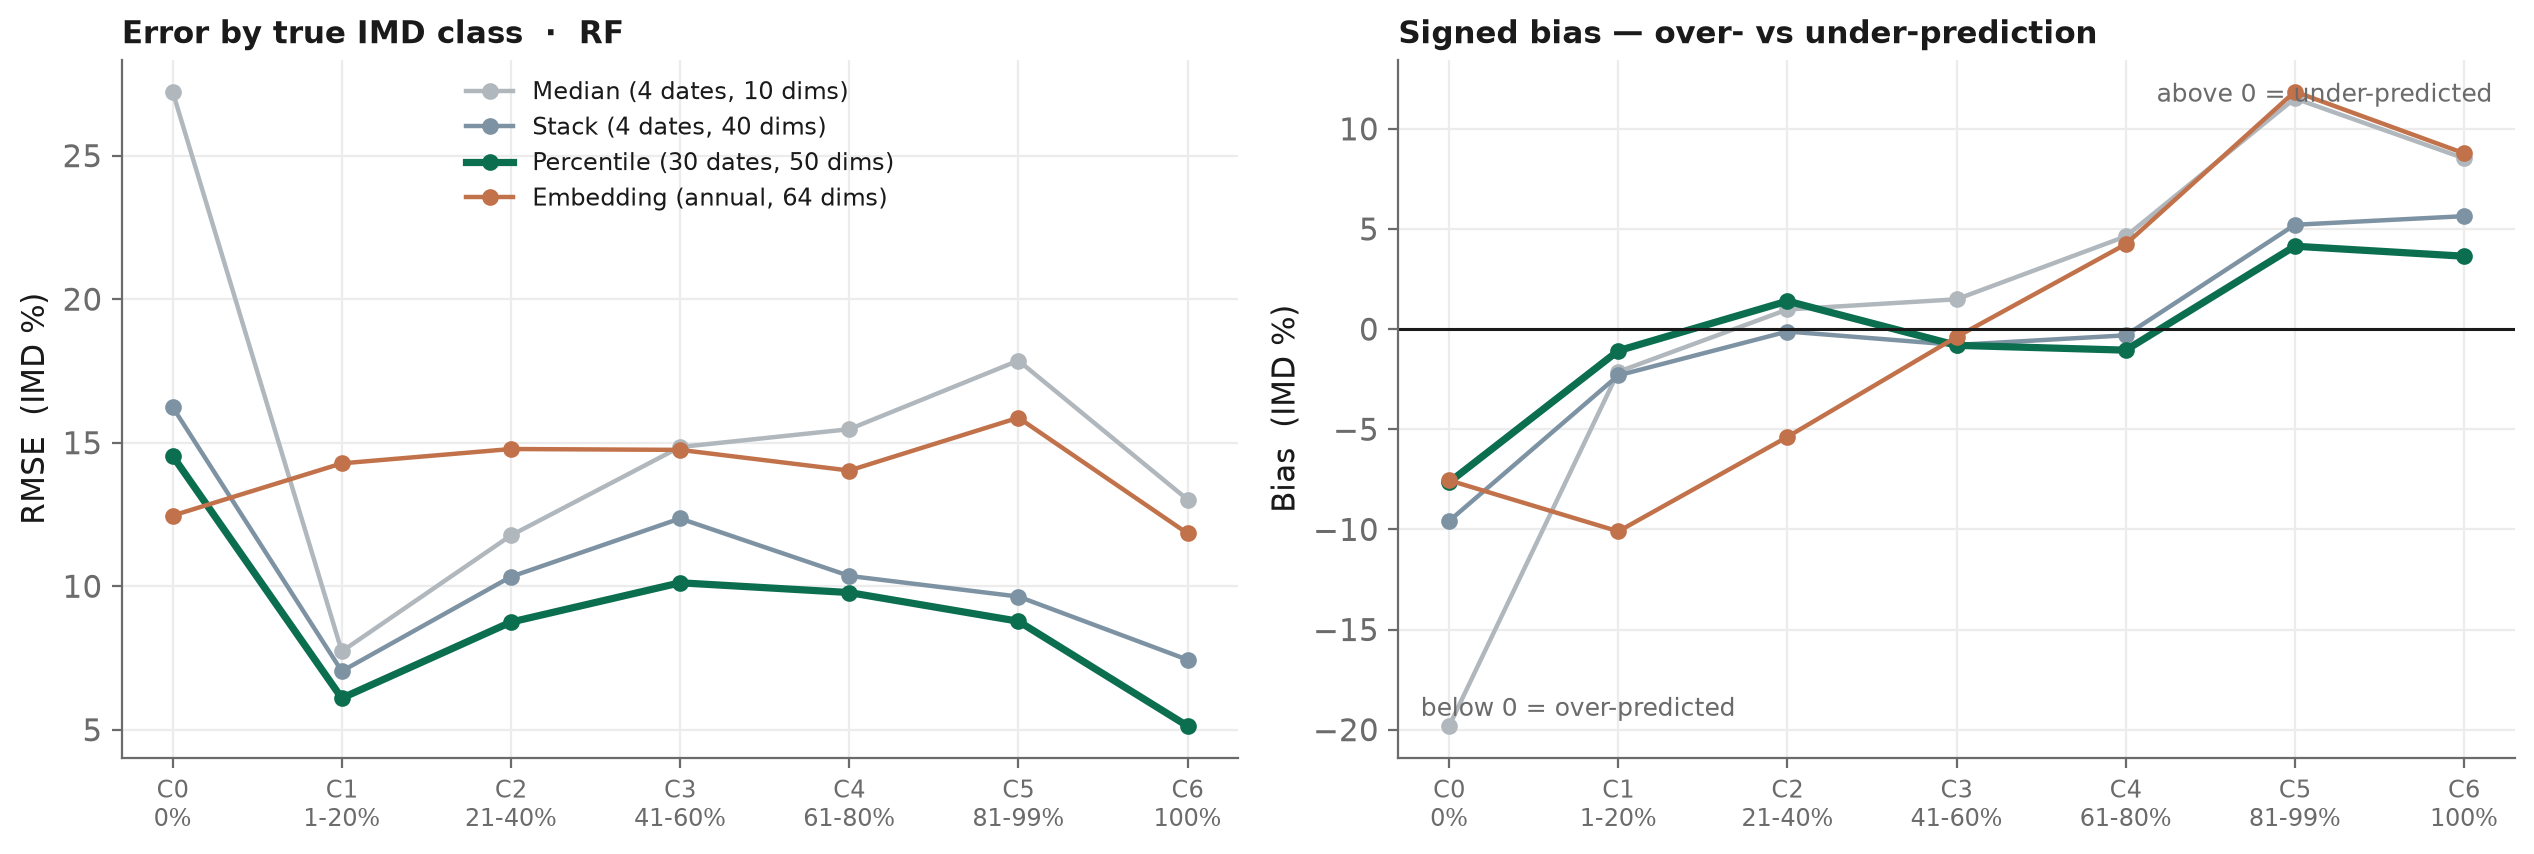 Error by true IMD class · RF
RMSE (IMD %)
25
20
15
10
5
Median (4 dates, 10 dims)
Stack (4 dates, 40 dims)
Percentile (30 dates, 50 dims)
Embedding (annual, 64 dims)
C0 C1 C2 C3 C4 C5 C6
0% 1-20% 21-40% 41-60% 61-80% 81-99% 100%
Signed bias — over- vs under-prediction
Bias (IMD %)
10
5
0
−5
−10
−15
−20
above 0 = under-predicted
below 0 = over-predicted
C0 C1 C2 C3 C4 C5 C6
0% 1-20% 21-40% 41-60% 61-80% 81-99% 100%